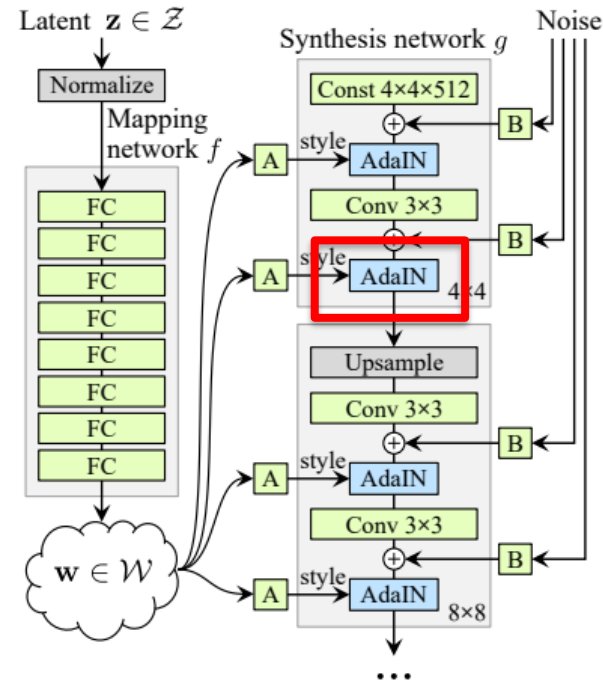 Latent z ∈ 𝒵
Normalize
Mapping
network f
FC
FC
FC
FC
FC
FC
FC
FC
w ∈ 𝒲
Synthesis network g
Noise
Const 4×4×512
B
A
style
AdaIN
Conv 3×3
B
A
style
AdaIN
4×4
Upsample
Conv 3×3
B
A
style
AdaIN
Conv 3×3
B
A
style
AdaIN
8×8
...